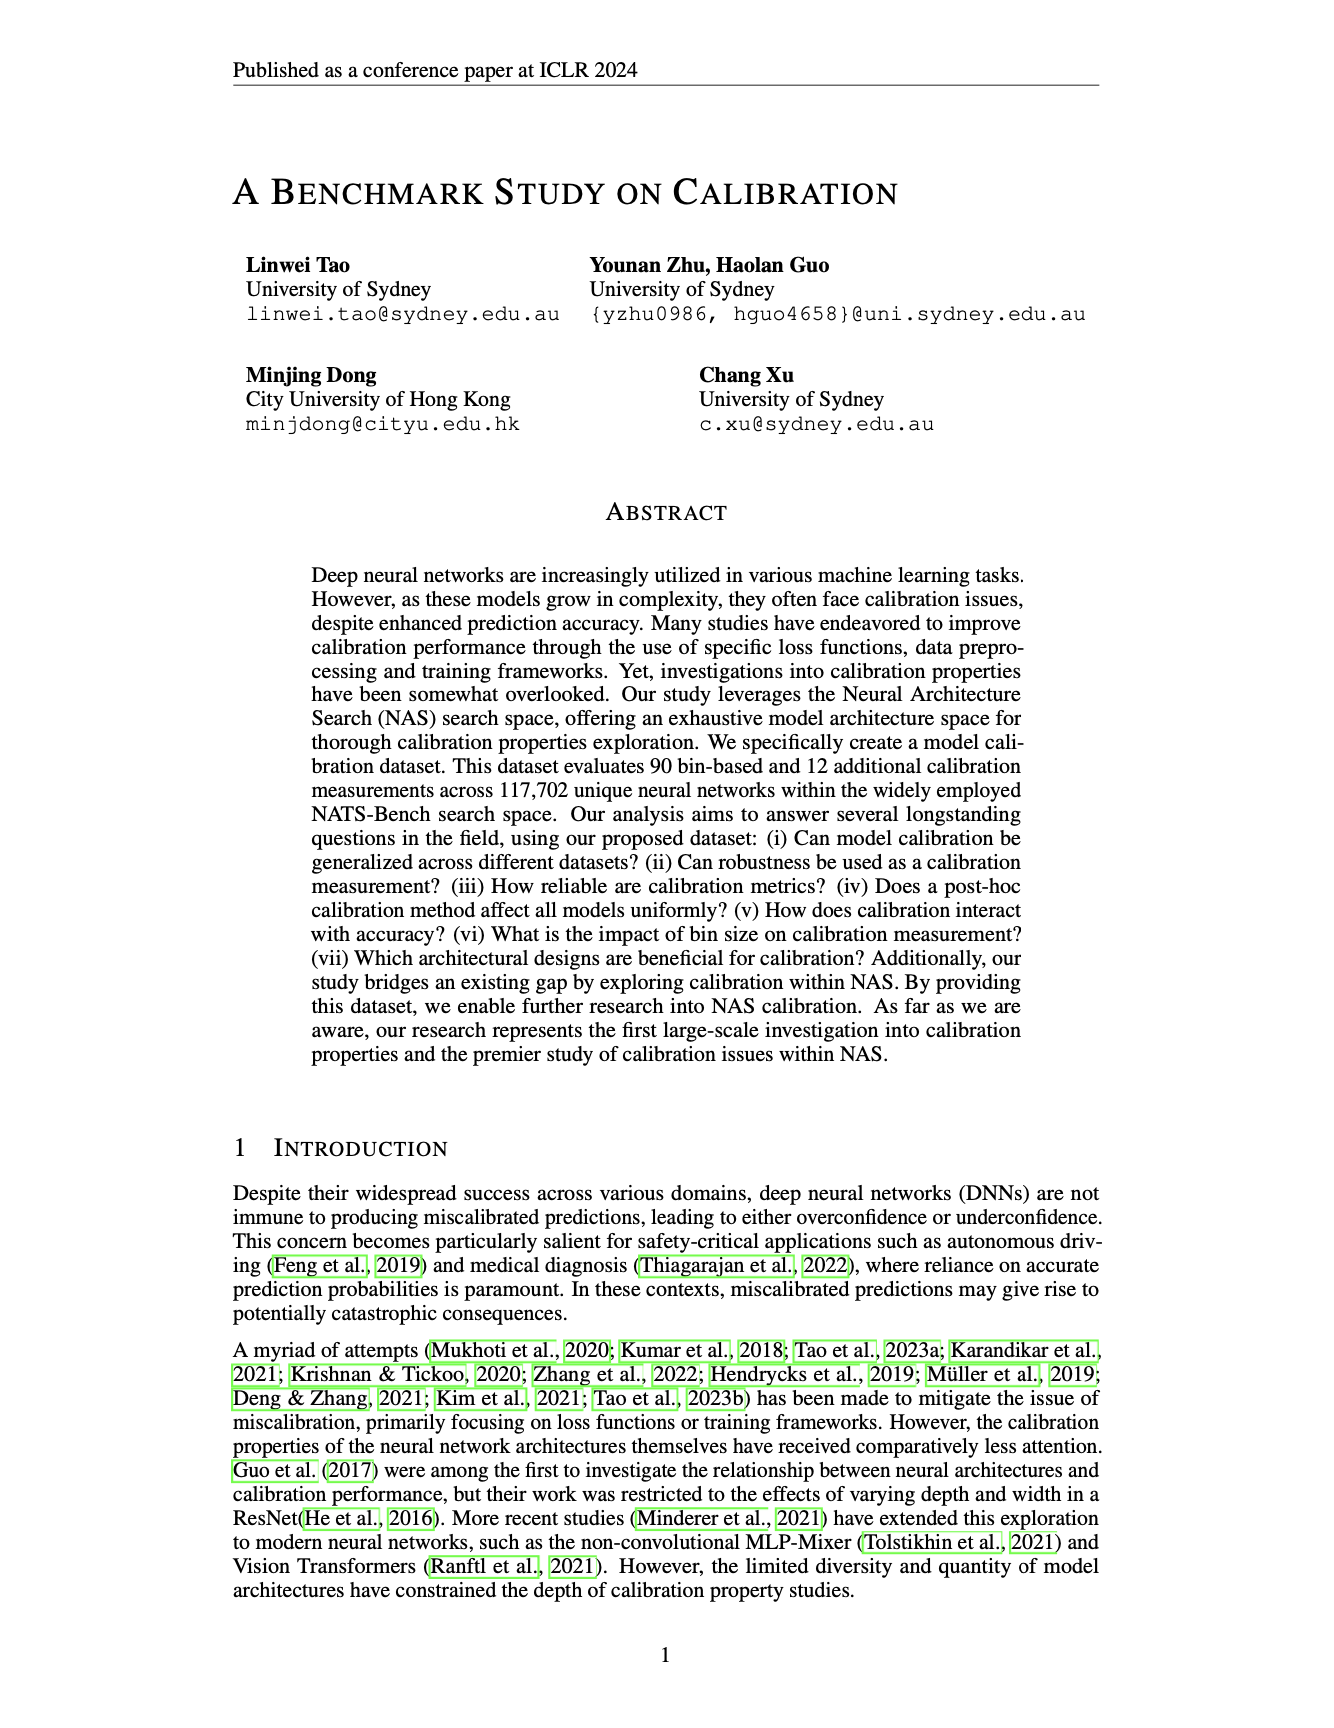 Published as a conference paper at ICLR 2024
A BENCHMARK STUDY ON CALIBRATION
Linwei Tao
University of Sydney
linwei.tao@sydney.edu.au
Younan Zhu, Haolan Guo
University of Sydney
{yzhu0986, hguo4658}@uni.sydney.edu.au
Minjing Dong
City University of Hong Kong
minjdong@cityu.edu.hk
Chang Xu
University of Sydney
c.xu@sydney.edu.au
ABSTRACT
Deep neural networks are increasingly utilized in various machine learning tasks.
However, as these models grow in complexity, they often face calibration issues,
despite enhanced prediction accuracy. Many studies have endeavored to improve
calibration performance through the use of specific loss functions, data prepro-
cessing and training frameworks. Yet, investigations into calibration properties
have been somewhat overlooked. Our study leverages the Neural Architecture
Search (NAS) search space, offering an exhaustive model architecture space for
thorough calibration properties exploration. We specifically create a model cali-
bration dataset. This dataset evaluates 90 bin-based and 12 additional calibration
measurements across 117,702 unique neural networks within the widely employed
NATS-Bench search space. Our analysis aims to answer several longstanding
questions in the field, using our proposed dataset: (i) Can model calibration be
generalized across different datasets? (ii) Can robustness be used as a calibration
measurement? (iii) How reliable are calibration metrics? (iv) Does a post-hoc
calibration method affect all models uniformly? (v) How does calibration interact
with accuracy? (vi) What is the impact of bin size on calibration measurement?
(vii) Which architectural designs are beneficial for calibration? Additionally, our
study bridges an existing gap by exploring calibration within NAS. By providing
this dataset, we enable further research into NAS calibration. As far as we are
aware, our research represents the first large-scale investigation into calibration
properties and the premier study of calibration issues within NAS.
1 INTRODUCTION
Despite their widespread success across various domains, deep neural networks (DNNs) are not
immune to producing miscalibrated predictions, leading to either overconfidence or underconfidence.
This concern becomes particularly salient for safety-critical applications such as autonomous driv-
ing (Feng et al., 2019) and medical diagnosis (Thiagarajan et al., 2022), where reliance on accurate
prediction probabilities is paramount. In these contexts, miscalibrated predictions may give rise to
potentially catastrophic consequences.
A myriad of attempts (Mukhoti et al., 2020; Kumar et al., 2018; Tao et al., 2023a; Karandikar et al.,
2021; Krishnan & Tickoo, 2020; Zhang et al., 2022; Hendrycks et al., 2019; Müller et al., 2019;
Deng & Zhang, 2021; Kim et al., 2021; Tao et al., 2023b) has been made to mitigate the issue of
miscalibration, primarily focusing on loss functions or training frameworks. However, the calibration
properties of the neural network architectures themselves have received comparatively less attention.
Guo et al. (2017) were among the first to investigate the relationship between neural architectures and
calibration performance, but their work was restricted to the effects of varying depth and width in a
ResNet(He et al., 2016). More recent studies (Minderer et al., 2021) have extended this exploration
to modern neural networks, such as the non-convolutional MLP-Mixer (Tolstikhin et al., 2021) and
Vision Transformers (Ranftl et al., 2021). However, the limited diversity and quantity of model
architectures have constrained the depth of calibration property studies.
1